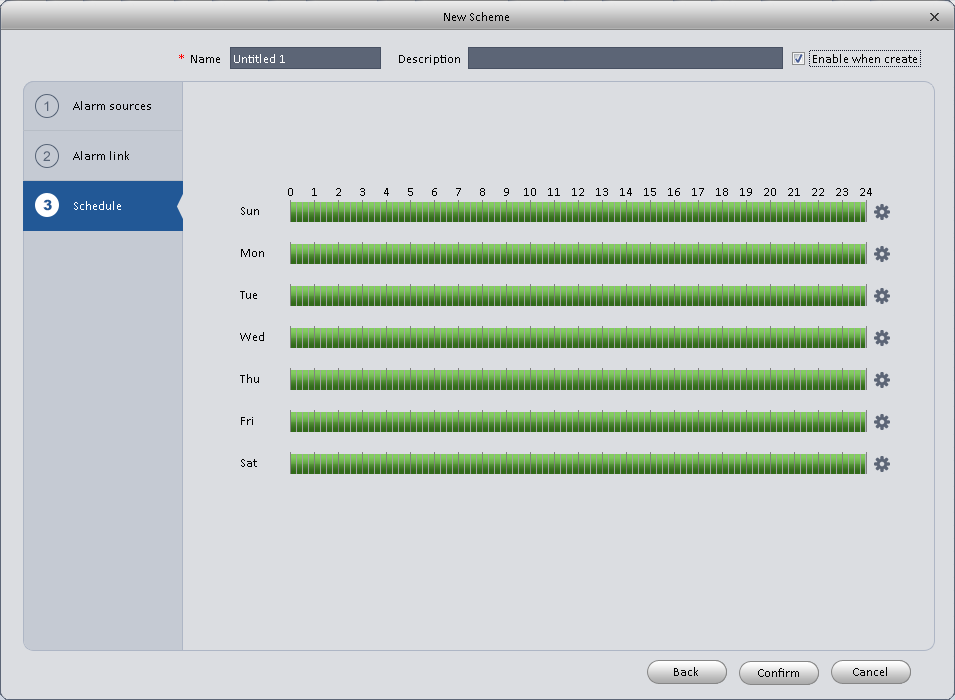 New Scheme
* Name Untitled 1 Description Enable when create
1 Alarm sources
2 Alarm link
3 Schedule
0 1 2 3 4 5 6 7 8 9 10 11 12 13 14 15 16 17 18 19 20 21 22 23 24
Sun
Mon
Tue
Wed
Thu
Fri
Sat
Back Confirm Cancel